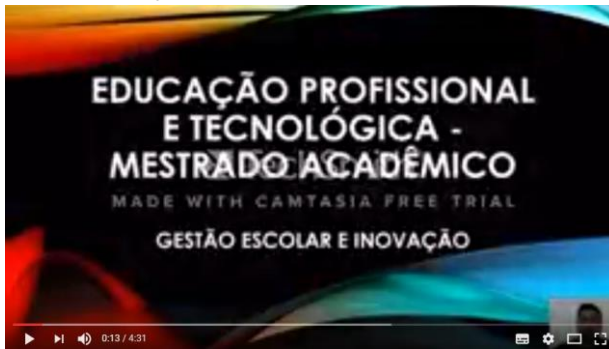 EDUCAÇÃO PROFISSIONAL
E TECNOLÓGICA -
MESTRADO ACADÊMICO
MADE WITH CAMTASIA FREE TRIAL
GESTÃO ESCOLAR E INOVAÇÃO
0:13 / 4:31